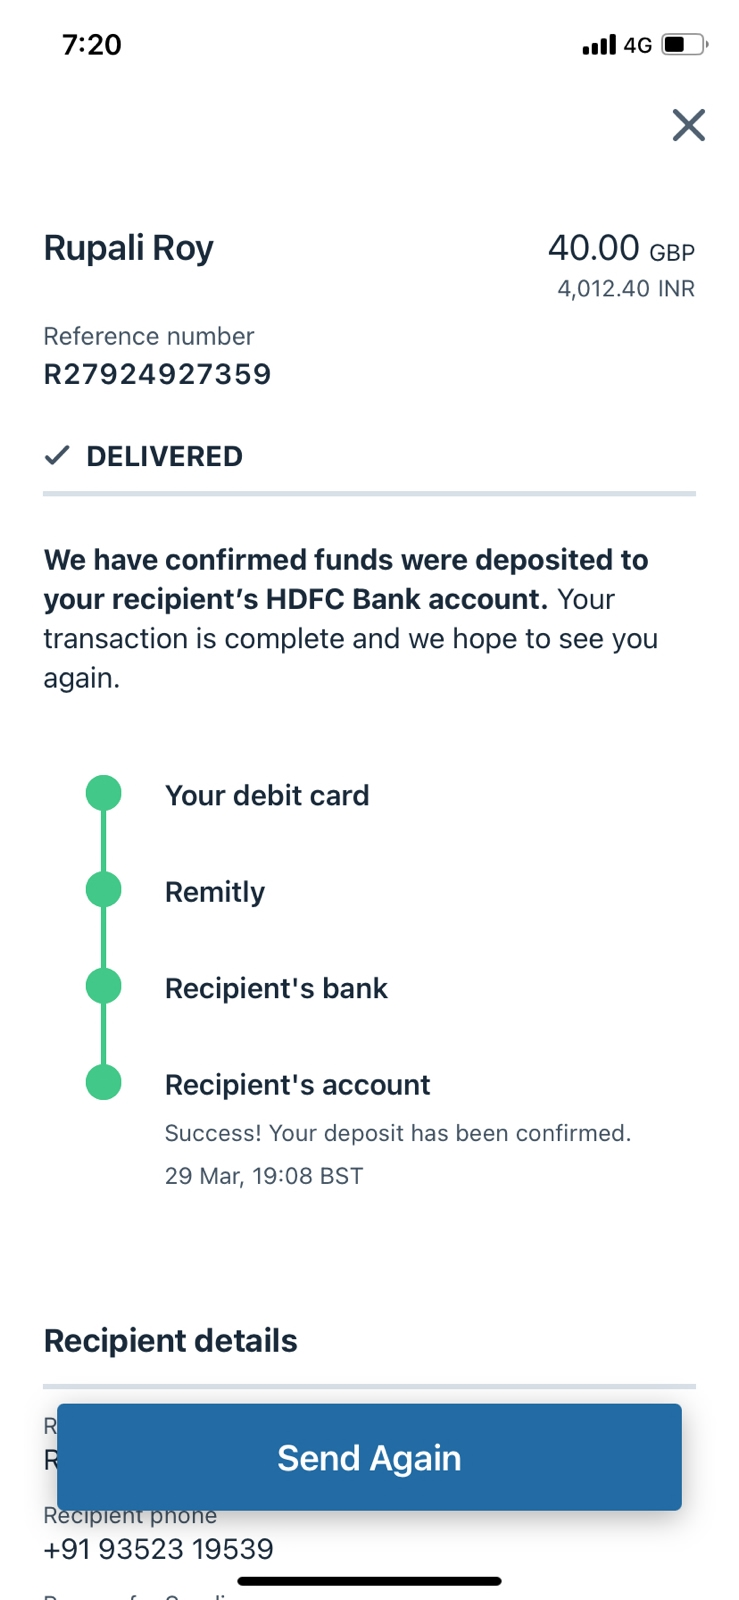 7:20
4G
Rupali Roy
40.00 GBP
4,012.40 INR
Reference number
R27924927359
DELIVERED
We have confirmed funds were deposited to
your recipient’s HDFC Bank account. Your
transaction is complete and we hope to see you
again.
Your debit card
Remitly
Recipient's bank
Recipient's account
Success! Your deposit has been confirmed.
29 Mar, 19:08 BST
Recipient details
Send Again
Recipient phone
+91 93523 19539